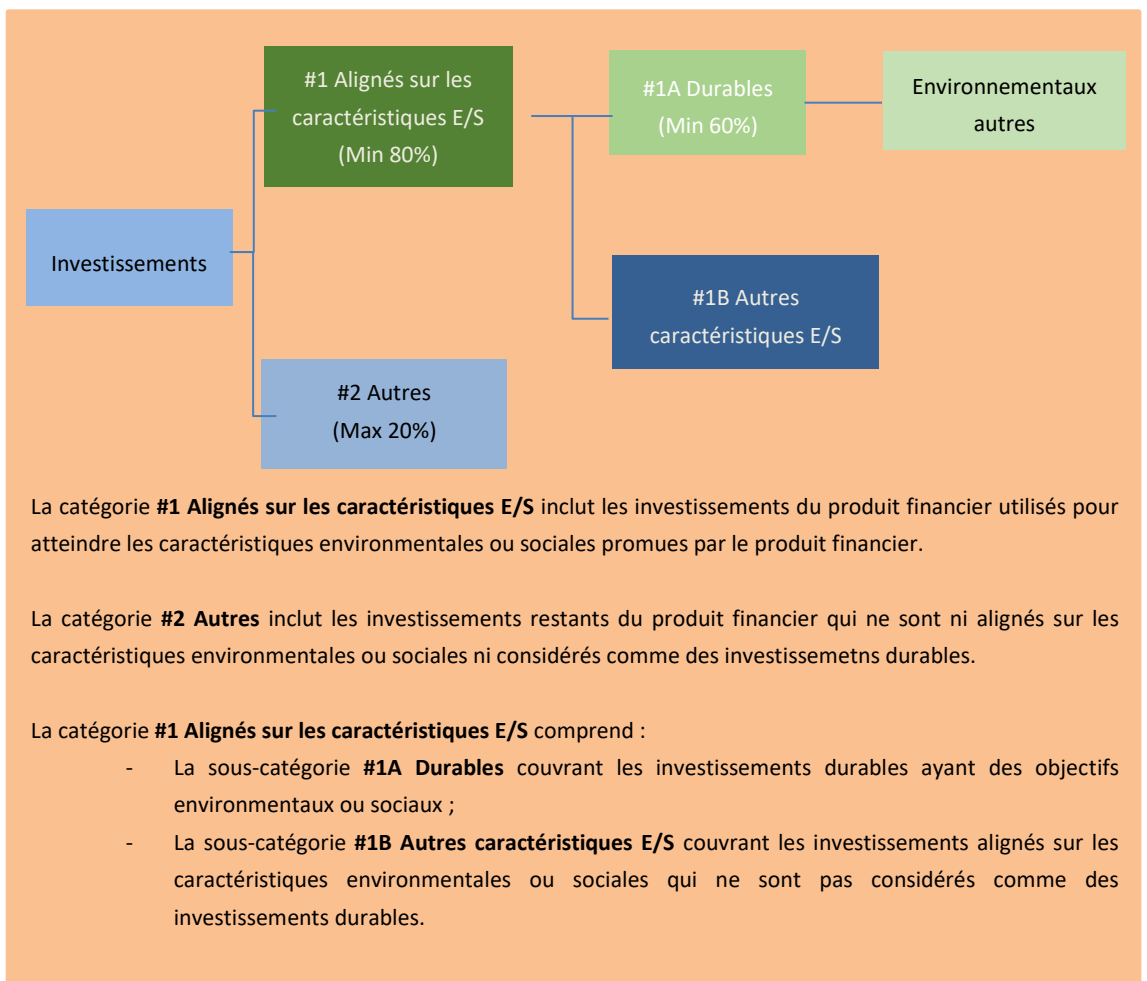 #1 Alignés sur les
caractéristiques E/S
(Min 80%)
#1A Durables
(Min 60%)
Environnementaux
autres
Investissements
#1B Autres
caractéristiques E/S
#2 Autres
(Max 20%)
La catégorie #1 Alignés sur les caractéristiques E/S inclut les investissements du produit financier utilisés pour
atteindre les caractéristiques environmentales ou sociales promues par le produit financier.
La catégorie #2 Autres inclut les investissements restants du produit financier qui ne sont ni alignés sur les
caractéristiques environmentales ou sociales ni considérés comme des investissemetns durables.
La catégorie #1 Alignés sur les caractéristiques E/S comprend :
- La sous-catégorie #1A Durables couvrant les investissements durables ayant des objectifs
environmentaux ou sociaux ;
- La sous-catégorie #1B Autres caractéristiques E/S couvrant les investissements alignés sur les
caractéristiques environmentales ou sociales qui ne sont pas considérés comme des
investissements durables.